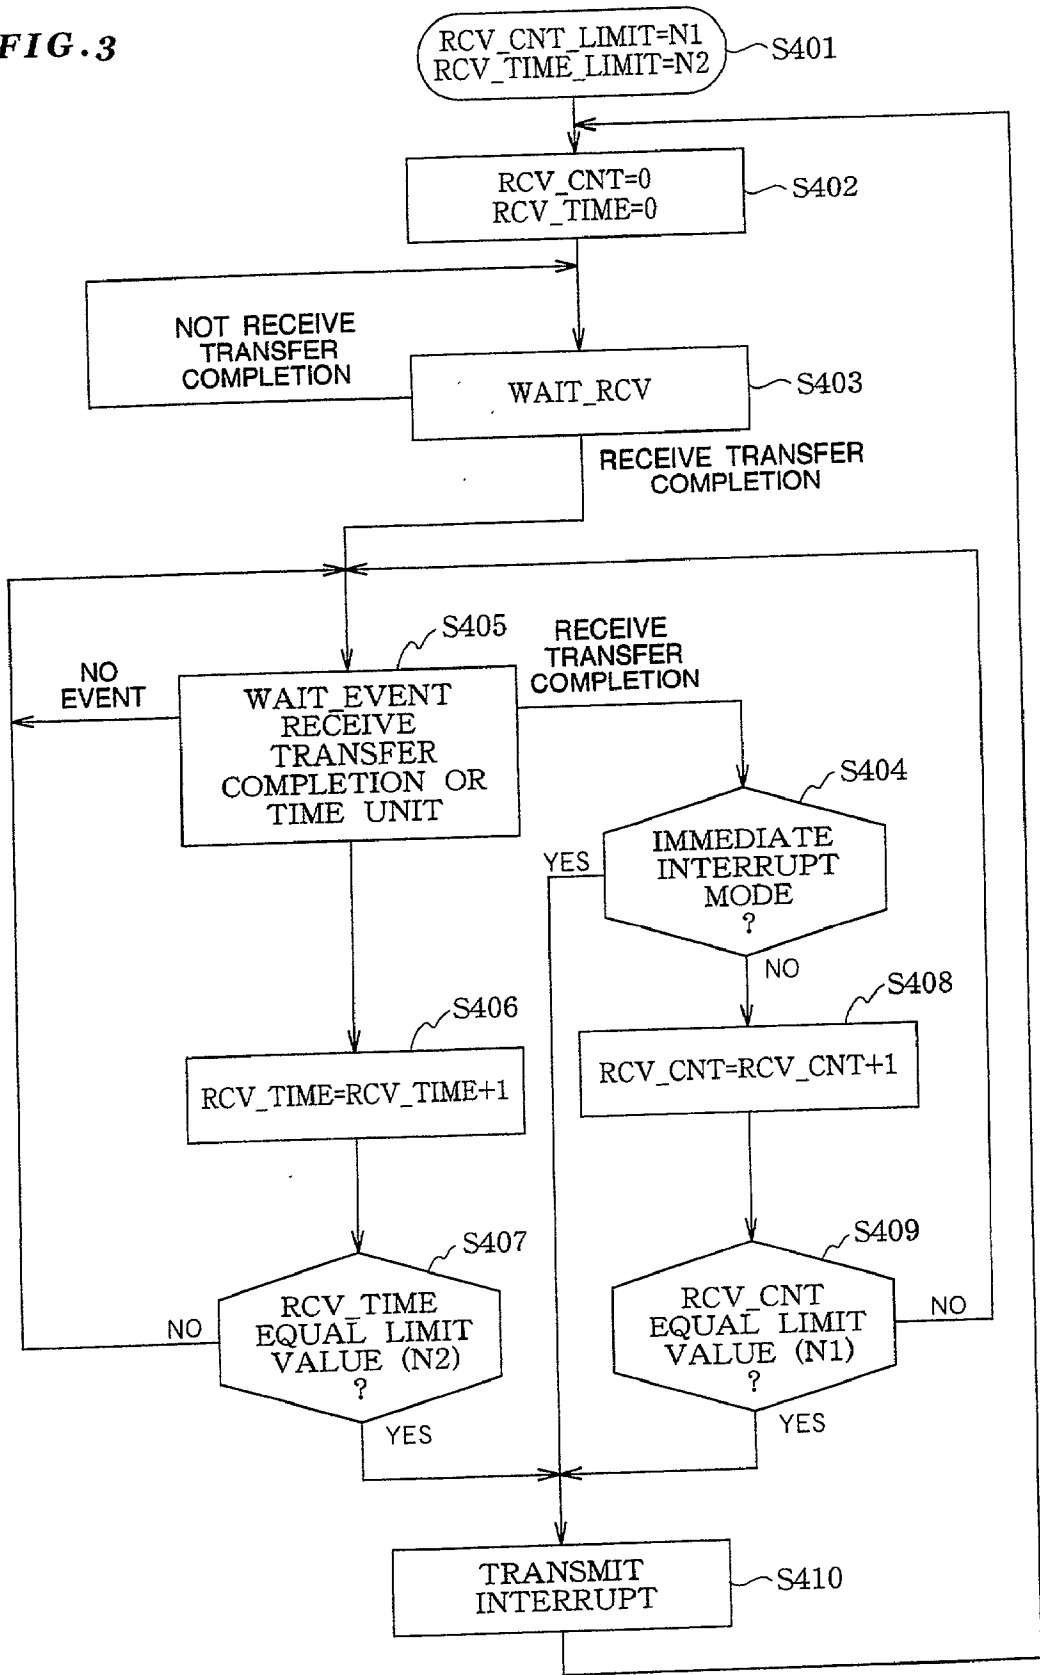 FIG.3
RCV_CNT_LIMIT=N1
RCV_TIME_LIMIT=N2
S401
RCV_CNT=0
RCV_TIME=0
S402
NOT RECEIVE
TRANSFER
COMPLETION
WAIT_RCV
S403
RECEIVE TRANSFER
COMPLETION
S405
NO
EVENT
WAIT_EVENT
RECEIVE
TRANSFER
COMPLETION OR
TIME UNIT
RECEIVE
TRANSFER
COMPLETION
S404
IMMEDIATE
INTERRUPT
MODE
?
YES
NO
S406
RCV_TIME=RCV_TIME+1
S408
RCV_CNT=RCV_CNT+1
S407
RCV_TIME
EQUAL LIMIT
VALUE (N2)
?
NO
YES
S409
RCV_CNT
EQUAL LIMIT
VALUE (N1)
?
NO
YES
TRANSMIT
INTERRUPT
S410